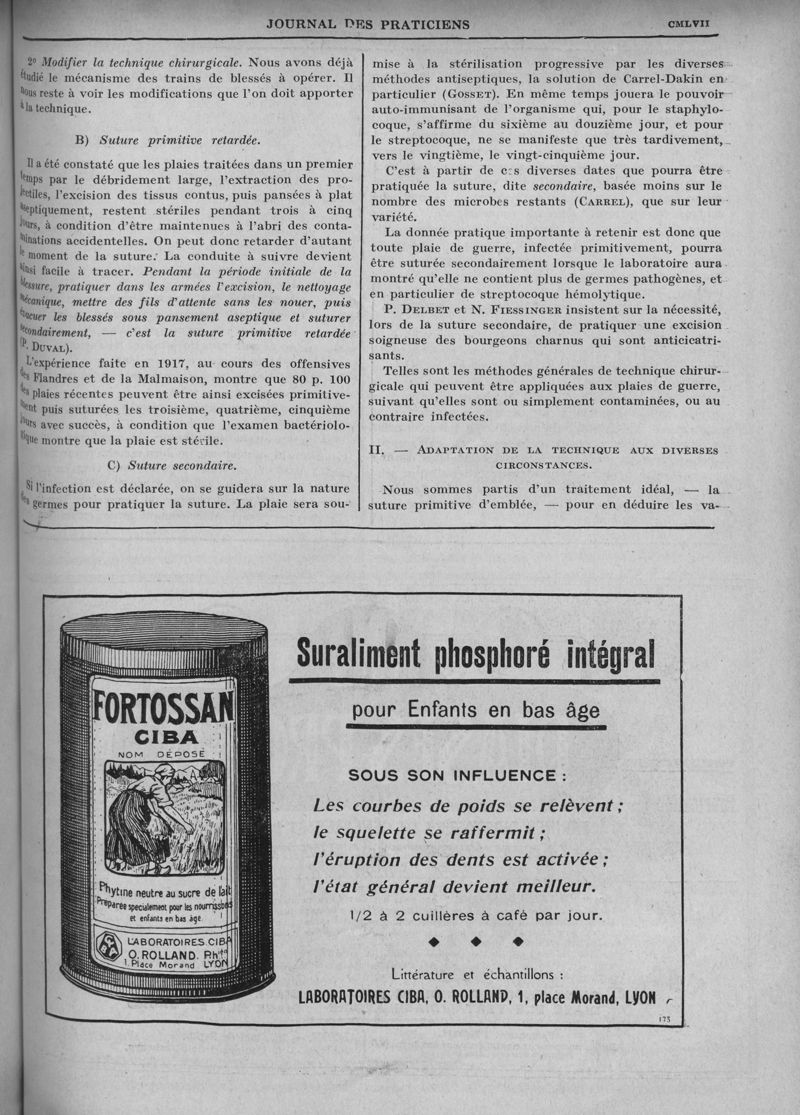 JOURNAL DES PRATICIENS
CMLVII
2º Modifier la technique chirurgicale. Nous avons déjà
étudié le mécanisme des trains de blessés à opérer. Il
nous reste à voir les modifications que l'on doit apporter
à la technique.
B) Suture primitive retardée.
Il a été constaté que les plaies traitées dans un premier
temps par le débridement large, l'extraction des pro-
jectiles, l'excision des tissus contus, puis pansées à plat
aseptiquement, restent stériles pendant trois à cinq
jours, à condition d'être maintenues à l'abri des conta-
minations accidentelles. On peut donc retarder d'autant
le moment de la suture. La conduite à suivre devient
ainsi facile à tracer. Pendant la période initiale de la
blessure, pratiquer dans les armées l'excision, le nettoyage
mécanique, mettre des fils d'attente sans les nouer, puis
évacuer les blessés sous pansement aseptique et suturer
secondairement, — c'est la suture primitive retardée
(P. DUVAL).
L'expérience faite en 1917, au cours des offensives
des Flandres et de la Malmaison, montre que 80 p. 100
des plaies récentes peuvent être ainsi excisées primitive-
ment puis suturées les troisième, quatrième, cinquième
jours avec succès, à condition que l'examen bactériolo-
gique montre que la plaie est stérile.
C) Suture secondaire.
Si l'infection est déclarée, on se guidera sur la nature
des germes pour pratiquer la suture. La plaie sera sou-
mise à la stérilisation progressive par les diverses
méthodes antiseptiques, la solution de Carrel-Dakin en
particulier (GOSSET). En même temps jouera le pouvoir
auto-immunisant de l'organisme qui, pour le staphylo-
coque, s'affirme du sixième au douzième jour, et pour
le streptocoque, ne se manifeste que très tardivement,
vers le vingtième, le vingt-cinquième jour.
C'est à partir de ces diverses dates que pourra être
pratiquée la suture, dite secondaire, basée moins sur le
nombre des microbes restants (CARREL), que sur leur
variété.
La donnée pratique importante à retenir est donc que
toute plaie de guerre, infectée primitivement, pourra
être suturée secondairement lorsque le laboratoire aura
montré qu'elle ne contient plus de germes pathogènes, et
en particulier de streptocoque hémolytique.
P. DELBET et N. FIESSINGER insistent sur la nécessité,
lors de la suture secondaire, de pratiquer une excision
soigneuse des bourgeons charnus qui sont anticicatri-
sants.
Telles sont les méthodes générales de technique chirur-
gicale qui peuvent être appliquées aux plaies de guerre,
suivant qu'elles sont ou simplement contaminées, ou au
contraire infectées.
II. — ADAPTATION DE LA TECHNIQUE AUX DIVERSES
CIRCONSTANCES.
Nous sommes partis d'un traitement idéal, — la
suture primitive d'emblée, — pour en déduire les va-
FORTOSSAN
CIBA
NOM DÉPOSÉ
Phytine neutre au sucre de lait
Préparée spécialement pour les nourrissons
et enfants en bas âge
CIBA
LABORATOIRES CIBA
O. ROLLAND. Phien
1. Place Morand LYON
Suraliment phosphoré intégral
pour Enfants en bas âge
SOUS SON INFLUENCE :
Les courbes de poids se relèvent ;
le squelette se raffermit ;
l'éruption des dents est activée ;
l'état général devient meilleur.
1/2 à 2 cuillères à café par jour.
Littérature et échantillons :
LABORATOIRES CIBA, O. ROLLAND, 1, place Morand, LYON
175